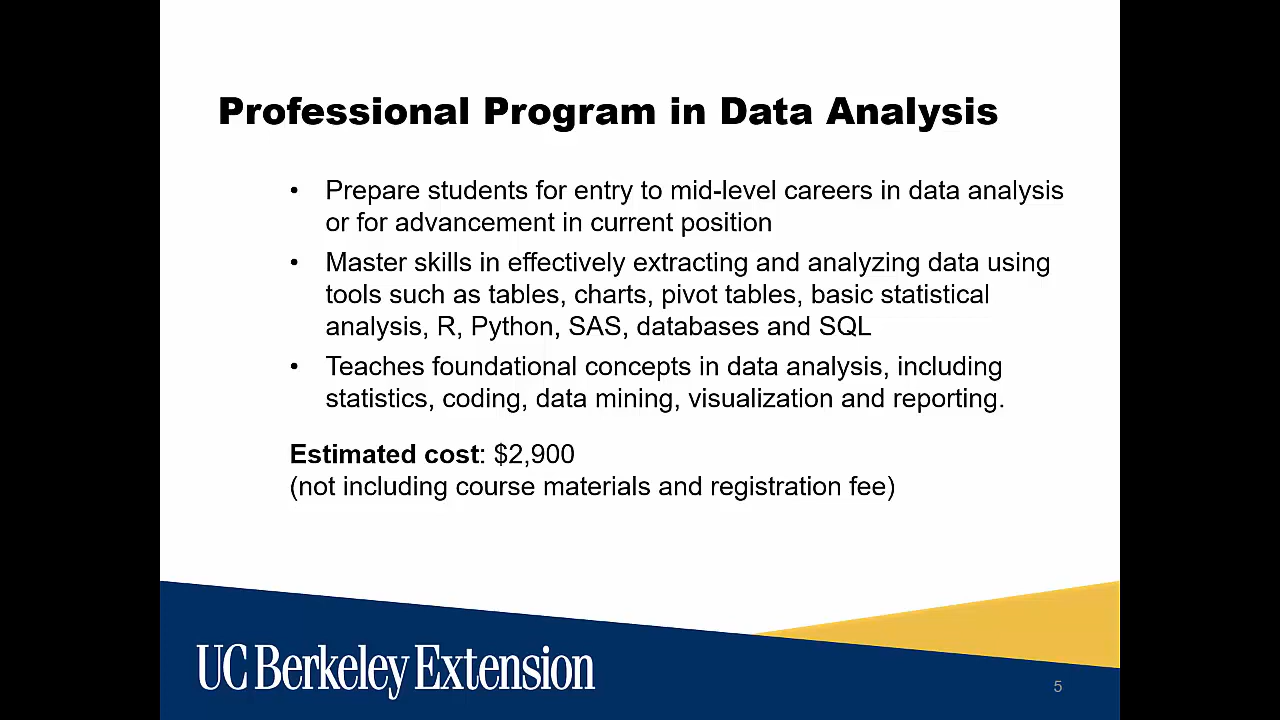 Professional Program in Data Analysis
• Prepare students for entry to mid-level careers in data analysis
or for advancement in current position
• Master skills in effectively extracting and analyzing data using
tools such as tables, charts, pivot tables, basic statistical
analysis, R, Python, SAS, databases and SQL
• Teaches foundational concepts in data analysis, including
statistics, coding, data mining, visualization and reporting.
Estimated cost: $2,900
(not including course materials and registration fee)
UC Berkeley Extension
5